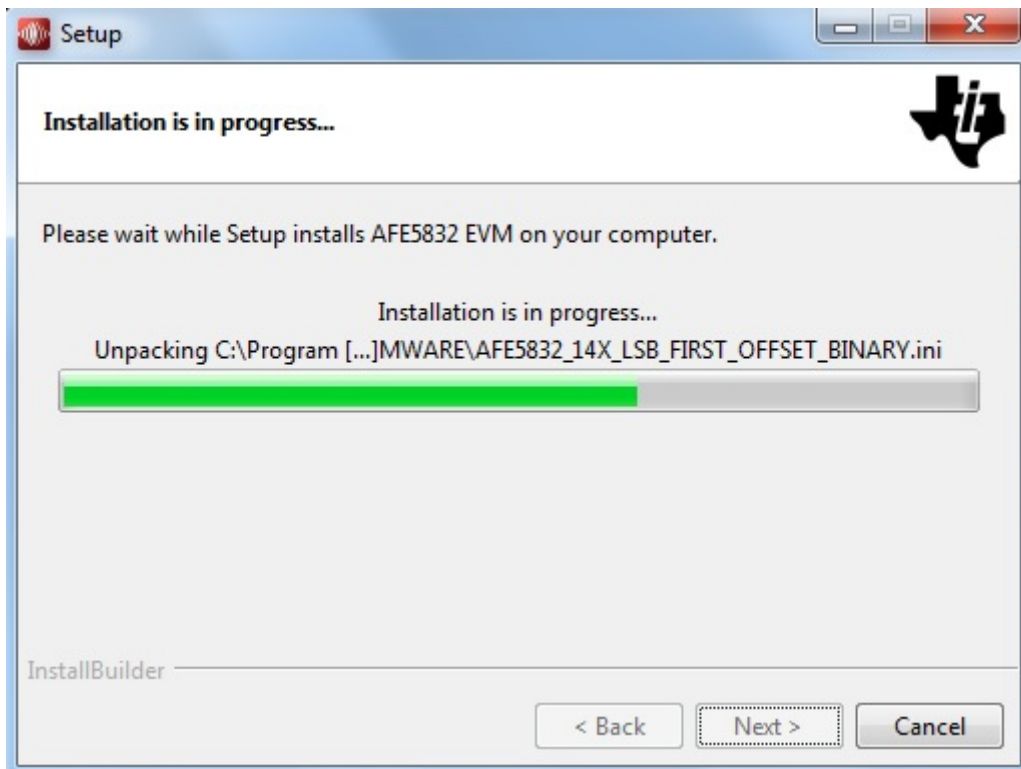 Setup
Installation is in progress...
Please wait while Setup installs AFE5832 EVM on your computer.
Installation is in progress...
Unpacking C:\Program [...]MWARE\AFE5832_14X_LSB_FIRST_OFFSET_BINARY.ini
InstallBuilder
< Back Next > Cancel